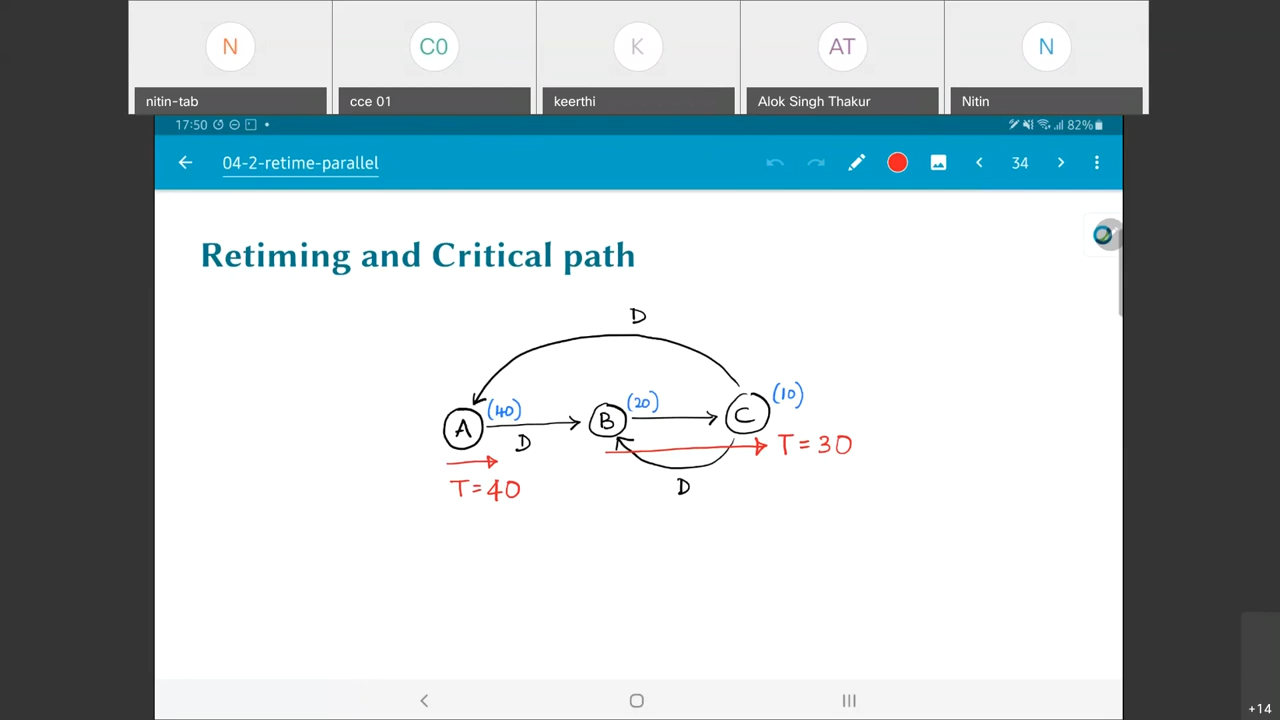 N
C0
K
AT
N
nitin-tab
cce 01
keerthi
Alok Singh Thakur
Nitin
17:50
82%
04-2-retime-parallel
34
Retiming and Critical path
D
A
(40)
D
B
(20)
C
(10)
T=40
T=30
D
+14